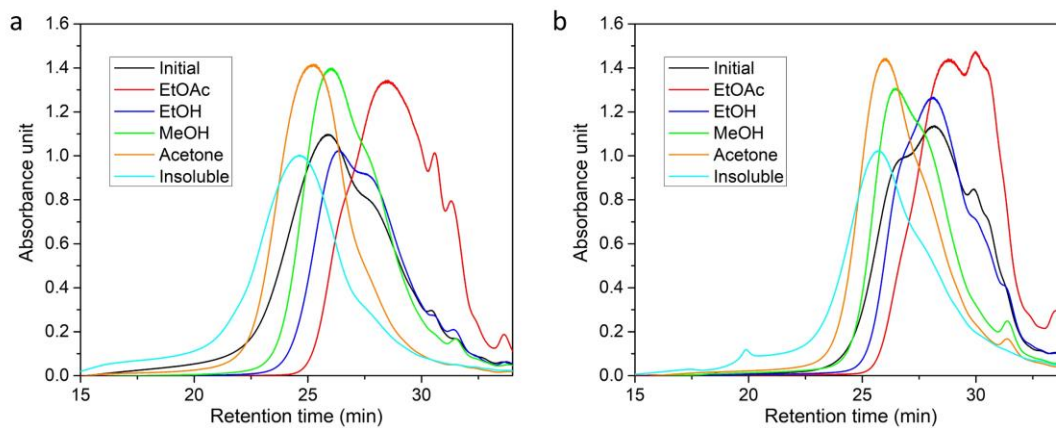 a
1.6
1.4
1.2
1.0
0.8
0.6
0.4
0.2
0.0
Absorbance unit
Initial
EtOAc
EtOH
MeOH
Acetone
Insoluble
15 20 25 30
Retention time (min)
b
1.6
1.4
1.2
1.0
0.8
0.6
0.4
0.2
0.0
Absorbance unit
Initial
EtOAc
EtOH
MeOH
Acetone
Insoluble
15 20 25 30
Retention time (min)